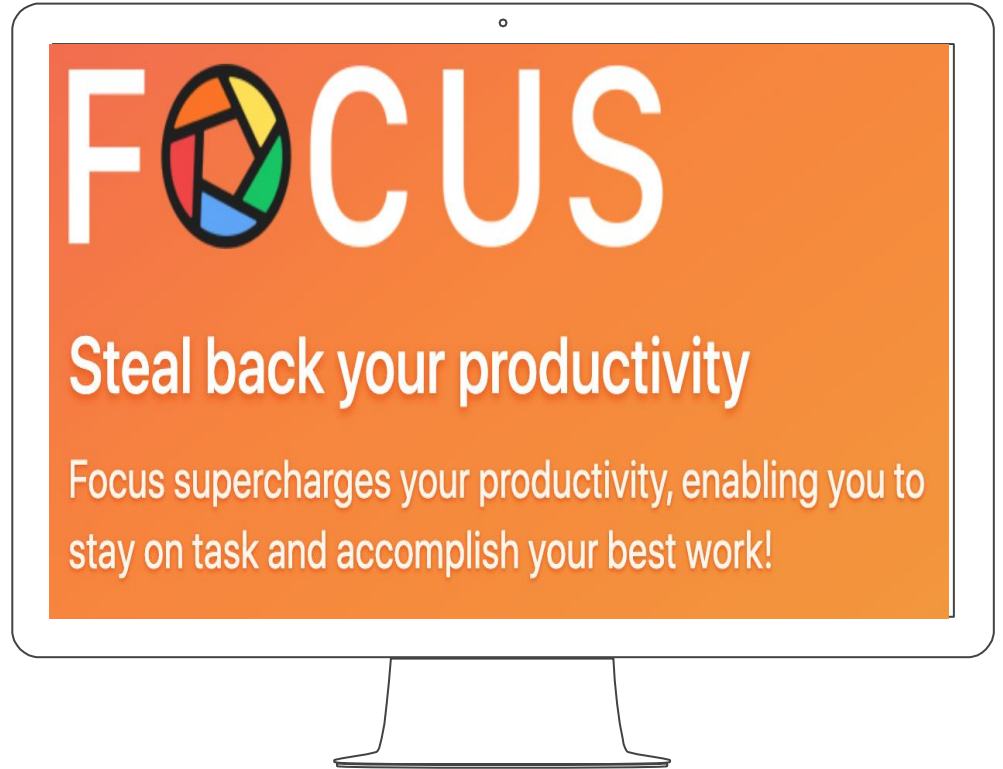 FOCUS
Steal back your productivity
Focus supercharges your productivity, enabling you to
stay on task and accomplish your best work!